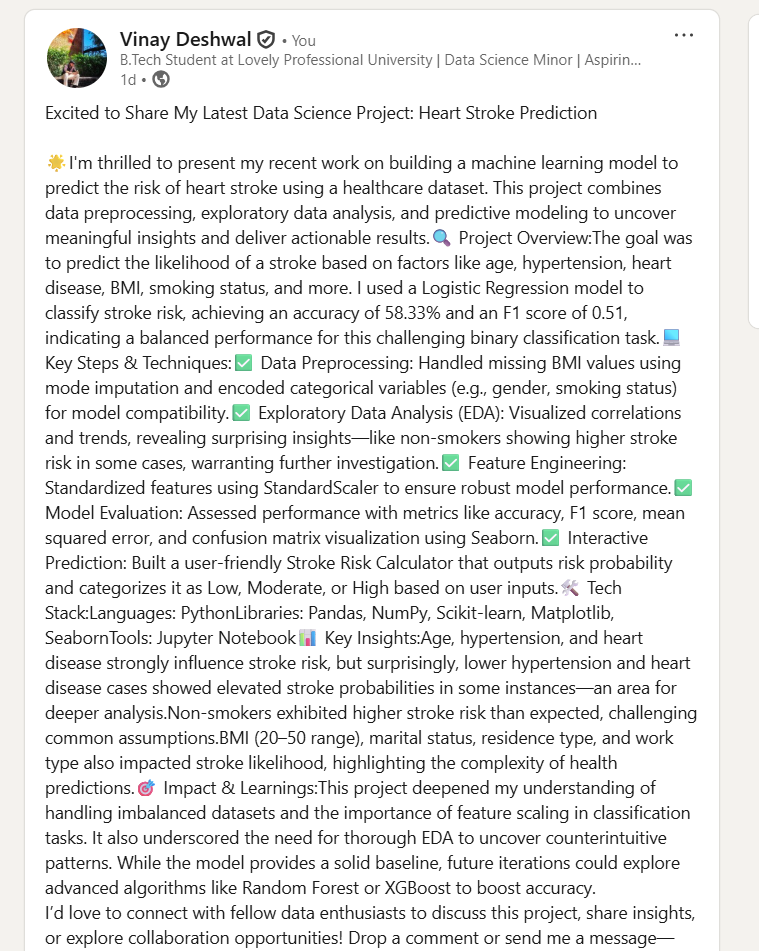 Vinay Deshwal • You
B.Tech Student at Lovely Professional University | Data Science Minor | Aspirin...
1d •
Excited to Share My Latest Data Science Project: Heart Stroke Prediction
🌟I'm thrilled to present my recent work on building a machine learning model to
predict the risk of heart stroke using a healthcare dataset. This project combines
data preprocessing, exploratory data analysis, and predictive modeling to uncover
meaningful insights and deliver actionable results.🔍 Project Overview:The goal was
to predict the likelihood of a stroke based on factors like age, hypertension, heart
disease, BMI, smoking status, and more. I used a Logistic Regression model to
classify stroke risk, achieving an accuracy of 58.33% and an F1 score of 0.51,
indicating a balanced performance for this challenging binary classification task.💻
Key Steps & Techniques:✅ Data Preprocessing: Handled missing BMI values using
mode imputation and encoded categorical variables (e.g., gender, smoking status)
for model compatibility.✅ Exploratory Data Analysis (EDA): Visualized correlations
and trends, revealing surprising insights—like non-smokers showing higher stroke
risk in some cases, warranting further investigation.✅ Feature Engineering:
Standardized features using StandardScaler to ensure robust model performance.✅
Model Evaluation: Assessed performance with metrics like accuracy, F1 score, mean
squared error, and confusion matrix visualization using Seaborn.✅ Interactive
Prediction: Built a user-friendly Stroke Risk Calculator that outputs risk probability
and categorizes it as Low, Moderate, or High based on user inputs.🛠️ Tech
Stack:Languages: PythonLibraries: Pandas, NumPy, Scikit-learn, Matplotlib,
SeabornTools: Jupyter Notebook📊 Key Insights:Age, hypertension, and heart
disease strongly influence stroke risk, but surprisingly, lower hypertension and heart
disease cases showed elevated stroke probabilities in some instances—an area for
deeper analysis.Non-smokers exhibited higher stroke risk than expected, challenging
common assumptions.BMI (20–50 range), marital status, residence type, and work
type also impacted stroke likelihood, highlighting the complexity of health
predictions.🎯 Impact & Learnings:This project deepened my understanding of
handling imbalanced datasets and the importance of feature scaling in classification
tasks. It also underscored the need for thorough EDA to uncover counterintuitive
patterns. While the model provides a solid baseline, future iterations could explore
advanced algorithms like Random Forest or XGBoost to boost accuracy.
I'd love to connect with fellow data enthusiasts to discuss this project, share insights,
or explore collaboration opportunities! Drop a comment or send me a message—